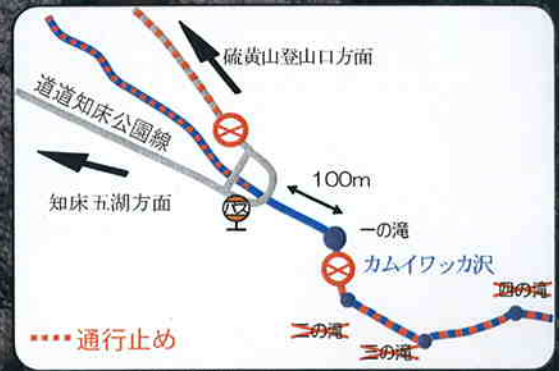 硫黄山登山口方面
道道知床公園線
知床五湖方面
バス
100m
一の滝
カムイワッカ沢
四の滝
二の滝
三の滝
通行止め